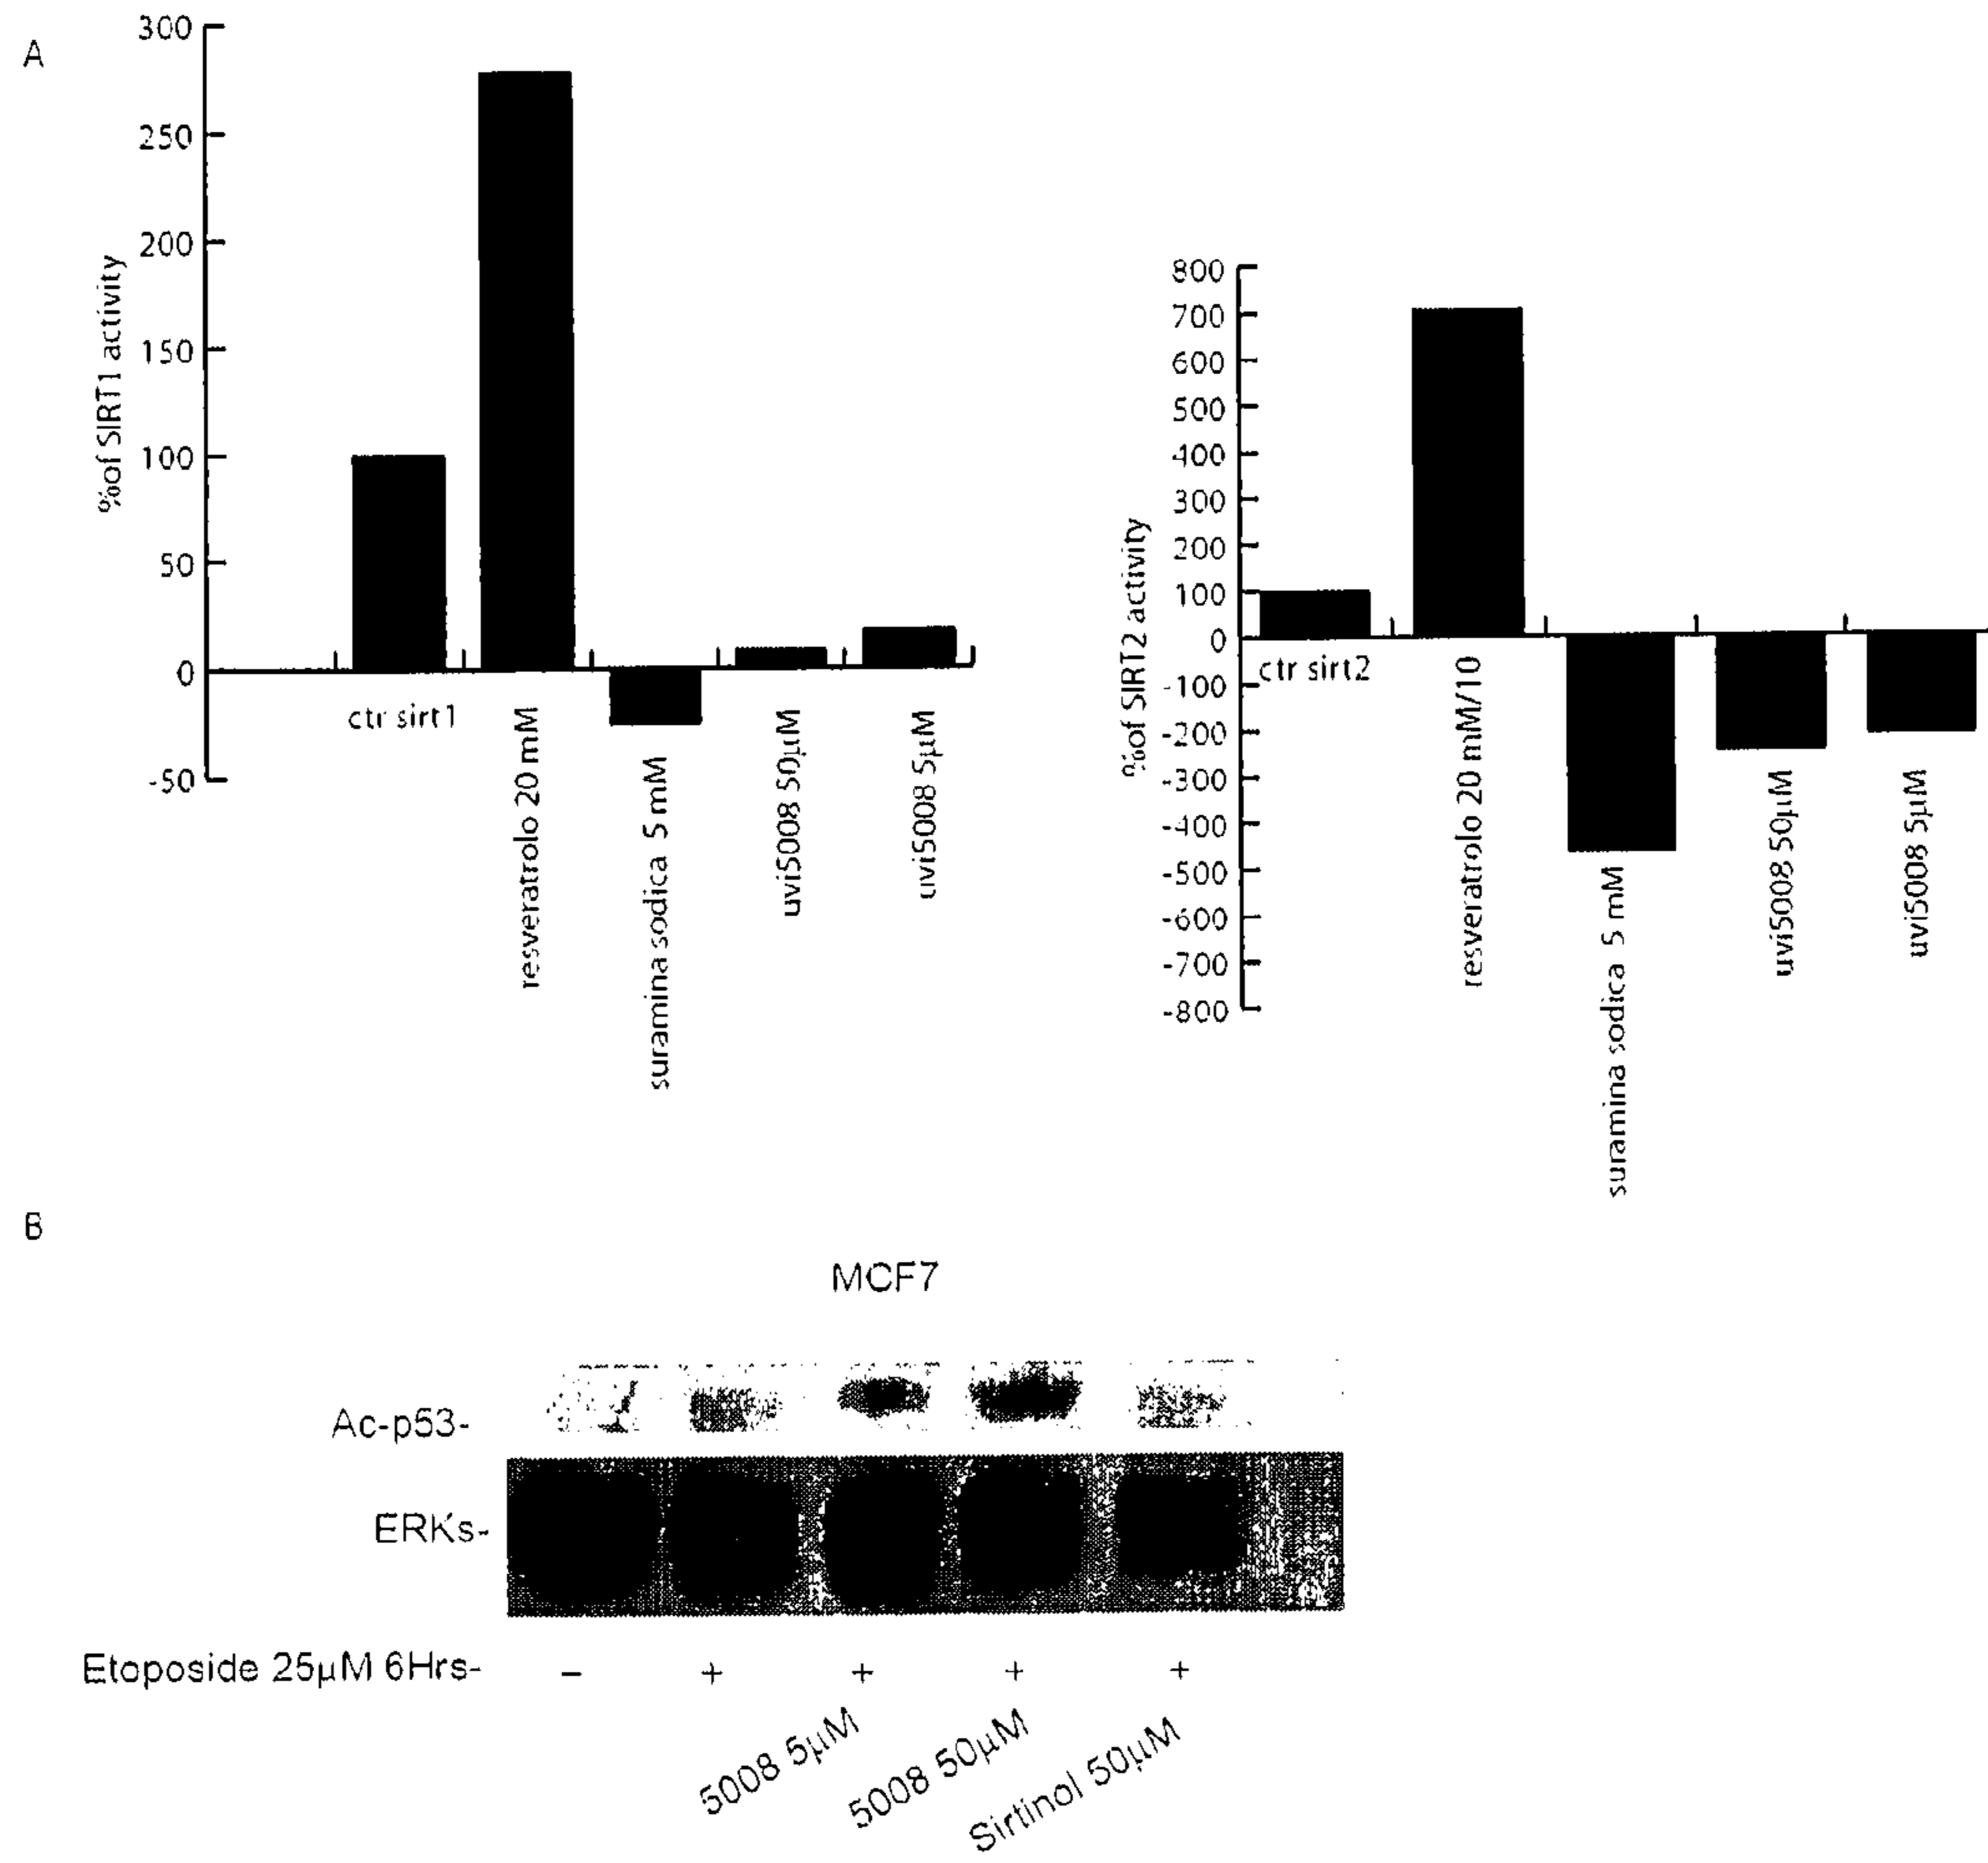 A
300
250
200
150
100
50
0
-50
%of SIRT1 activity
ctr sirt1
resveratrolo 20 mM
suramina sodica 5 mM
uvi5008 50µM
uvi5008 5µM
800
700
600
500
400
300
200
100
0
-100
-200
-300
-400
-500
-600
-700
-800
%of SIRT2 activity
ctr sirt2
resveratrolo 20 mM/10
suramina sodica 5 mM
uvi5008 50µM
uvi5008 5µM
B
MCF7
Ac-p53-
ERKs-
Etoposide 25µM 6Hrs- − + + + +
5008 5µM
5008 50µM
Sirtinol 50µM